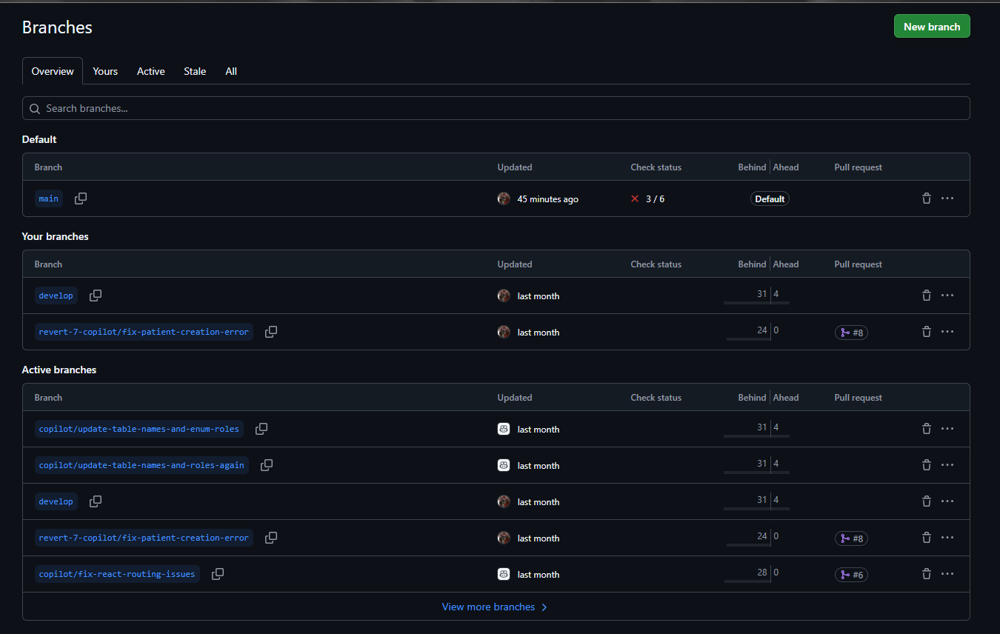 Branches
New branch
Overview Yours Active Stale All
Search branches...
Default
Branch Updated Check status Behind Ahead Pull request
main 45 minutes ago 3 / 6 Default
Your branches
Branch Updated Check status Behind Ahead Pull request
develop last month 31 4
revert-7-copilot/fix-patient-creation-error last month 24 0 #8
Active branches
Branch Updated Check status Behind Ahead Pull request
copilot/update-table-names-and-enum-roles last month 31 4
copilot/update-table-names-and-roles-again last month 31 4
develop last month 31 4
revert-7-copilot/fix-patient-creation-error last month 24 0 #8
copilot/fix-react-routing-issues last month 28 0 #6
View more branches